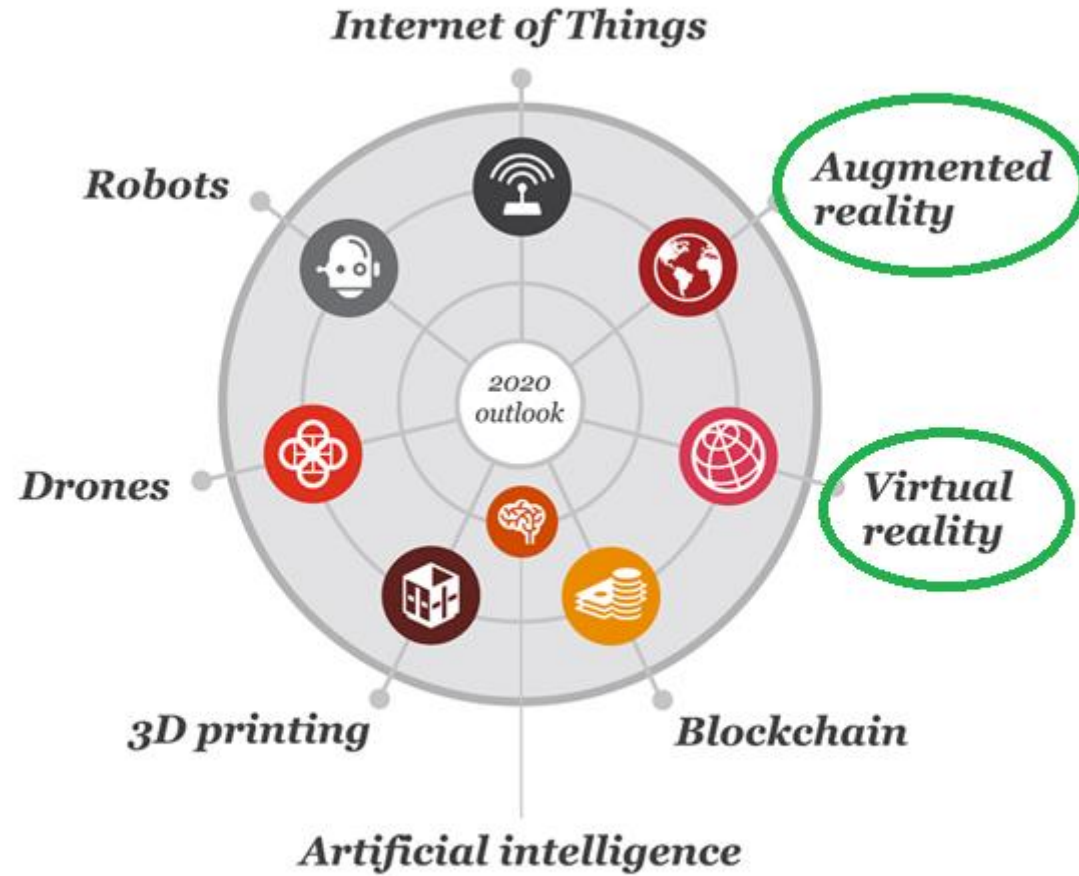 Internet of Things
Augmented
reality
Robots
2020
outlook
Drones
Virtual
reality
3D printing
Blockchain
Artificial intelligence